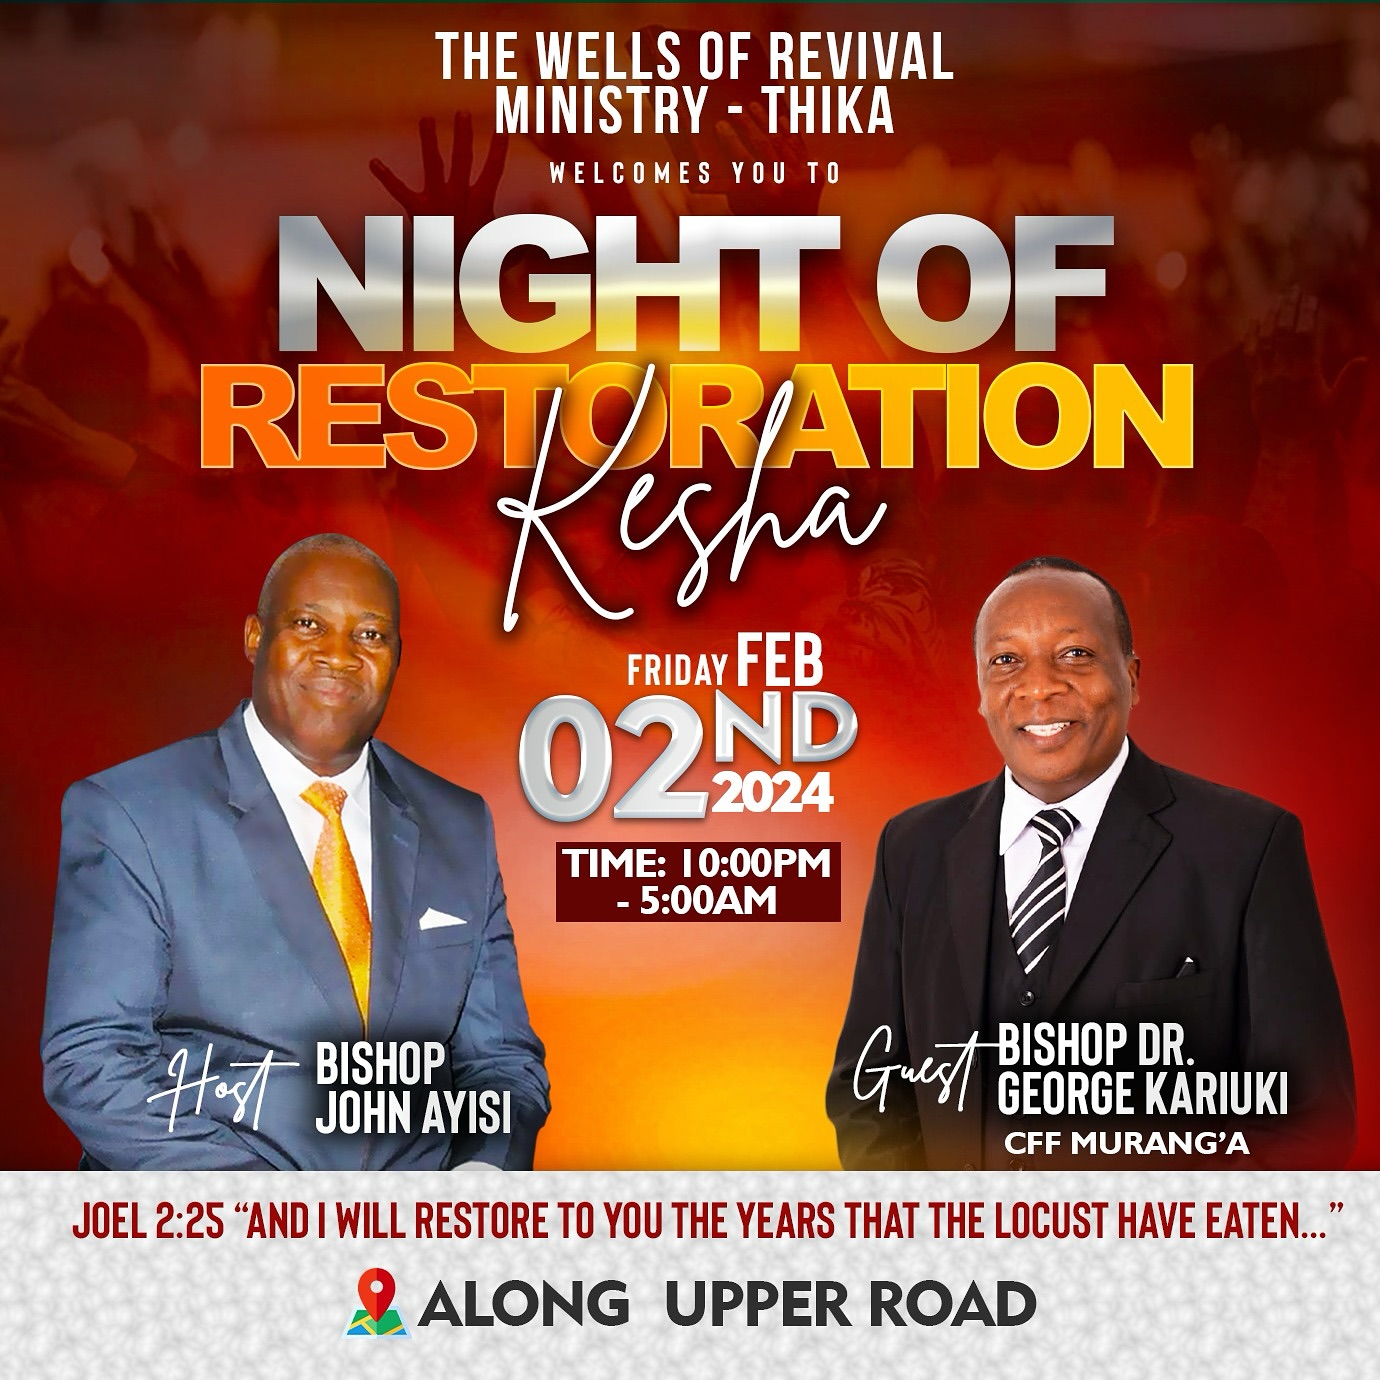 THE WELLS OF REVIVAL
MINISTRY - THIKA
WELCOMES YOU TO
NIGHT OF
RESTORATION
Kesha
FRIDAY FEB
02ND
2024
TIME: 10:00PM
- 5:00AM
Host
BISHOP
JOHN AYISI
Guest
BISHOP DR.
GEORGE KARIUKI
CFF MURANG'A
JOEL 2:25 “AND I WILL RESTORE TO YOU THE YEARS THAT THE LOCUST HAVE EATEN...”
ALONG UPPER ROAD